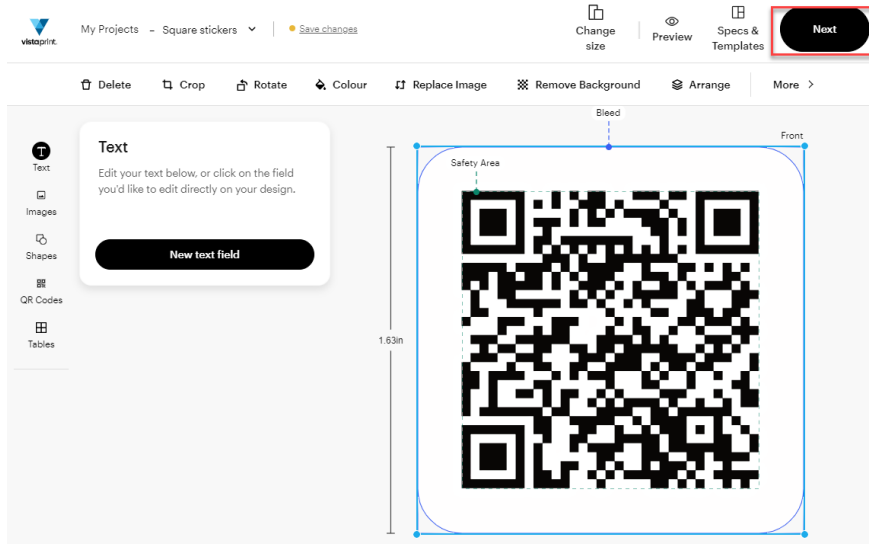 vistaprint.
My Projects – Square stickers
Save changes
Change
size
Preview
Specs &
Templates
Next
Delete
Crop
Rotate
Colour
Replace Image
Remove Background
Arrange
More
Text
Images
Shapes
QR Codes
Tables
Text
Edit your text below, or click on the field
you'd like to edit directly on your design.
New text field
Bleed
Front
Safety Area
1.63in